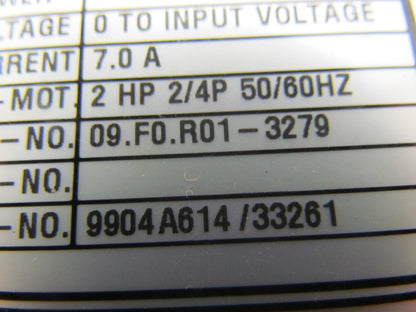 LTAGE 0 TO INPUT VOLTAGE
RRENT 7.0 A
-MOT. 2 HP 2/4P 50/60HZ
-NO. 09.F0.R01-3279
-NO.
-NO. 9904A614/33261